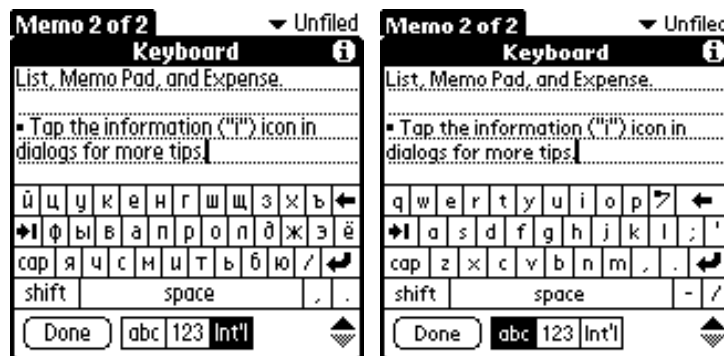 Memo 2 of 2 Unfiled
Keyboard i
List, Memo Pad, and Expense.
▪ Tap the information ("i") icon in
dialogs for more tips.
й ц у к е н г ш щ з х ъ
ф ы в а п р о л д ж э ё
cap я ч с м и т ь б ю /
shift space , .
Done abc 123 Int'l
Memo 2 of 2 Unfiled
Keyboard i
List, Memo Pad, and Expense.
▪ Tap the information ("i") icon in
dialogs for more tips.
q w e r t y u i o p
a s d f g h j k l ; '
cap z x c v b n m , .
shift space - /
Done abc 123 Int'l